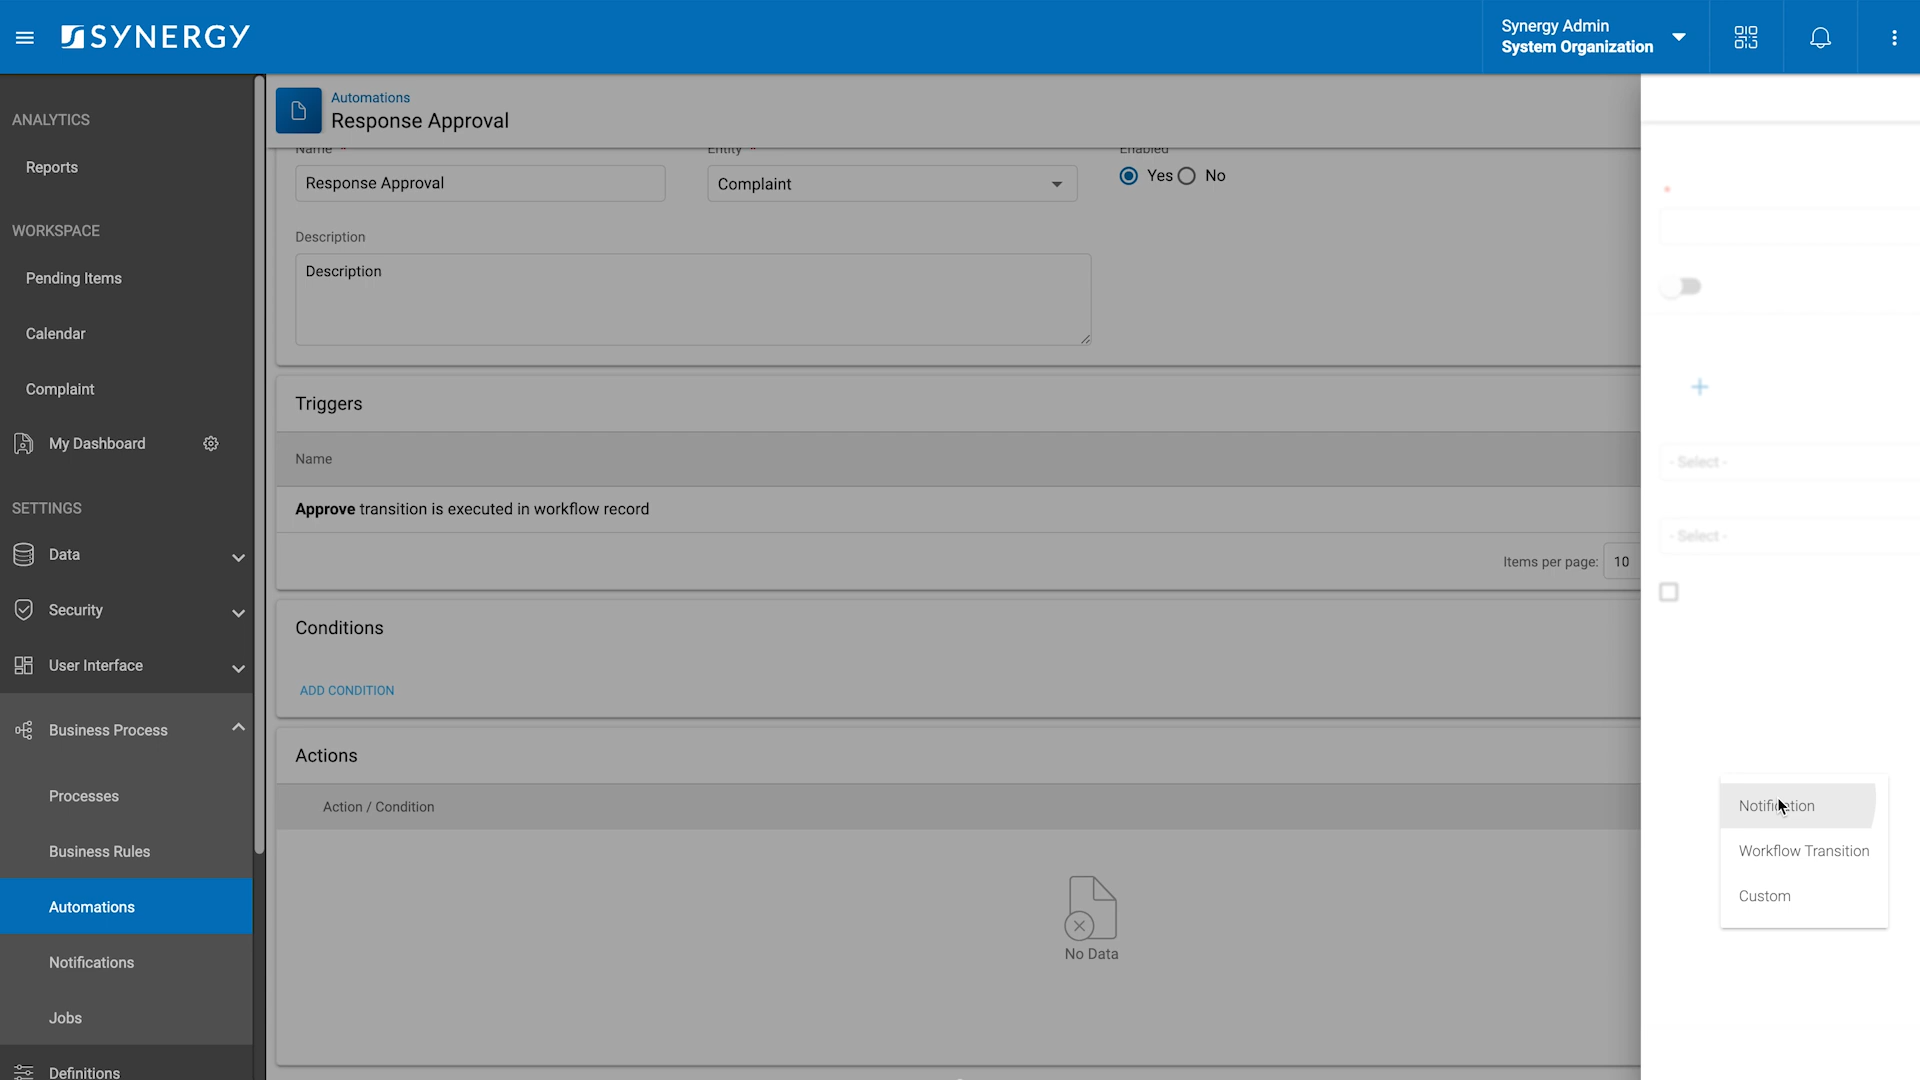 SYNERGY
Synergy Admin
System Organization
ANALYTICS
Reports
WORKSPACE
Pending Items
Calendar
Complaint
My Dashboard
SETTINGS
Data
Security
User Interface
Business Process
Processes
Business Rules
Automations
Notifications
Jobs
Definitions
Automations
Response Approval
Name *
Entity *
Enabled
Response Approval
Complaint
Yes
No
Description
Description
Triggers
Name
Approve transition is executed in workflow record
Items per page: 10
Conditions
ADD CONDITION
Actions
Action / Condition
No Data
*
- Select -
- Select -
Notification
Workflow Transition
Custom